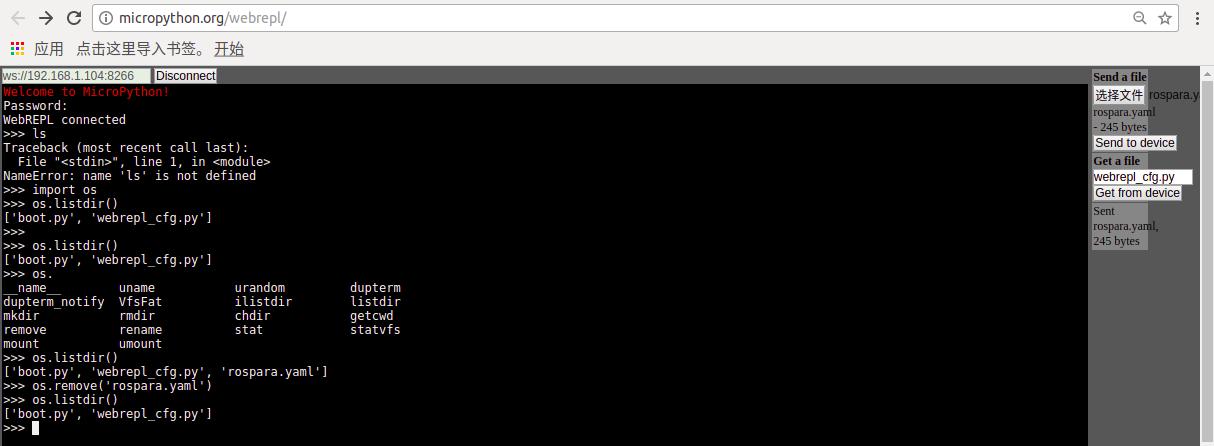 micropython.org/webrepl/
应用 点击这里导入书签。 开始
ws://192.168.1.104:8266 Disconnect
Welcome to MicroPython!
Password:
WebREPL connected
>>> ls
Traceback (most recent call last):
  File "<stdin>", line 1, in <module>
NameError: name 'ls' is not defined
>>> import os
>>> os.listdir()
['boot.py', 'webrepl_cfg.py']
>>>
>>> os.listdir()
['boot.py', 'webrepl_cfg.py']
>>> os.
__name__        uname           urandom         dupterm
dupterm_notify  VfsFat          ilistdir        listdir
mkdir           rmdir           chdir           getcwd
remove          rename          stat            statvfs
mount           umount
>>> os.listdir()
['boot.py', 'webrepl_cfg.py', 'rospara.yaml']
>>> os.remove('rospara.yaml')
>>> os.listdir()
['boot.py', 'webrepl_cfg.py']
>>>
Send a file
选择文件 rospara.y
rospara.yaml
- 245 bytes
Send to device
Get a file
webrepl_cfg.py
Get from device
Sent
rospara.yaml,
245 bytes